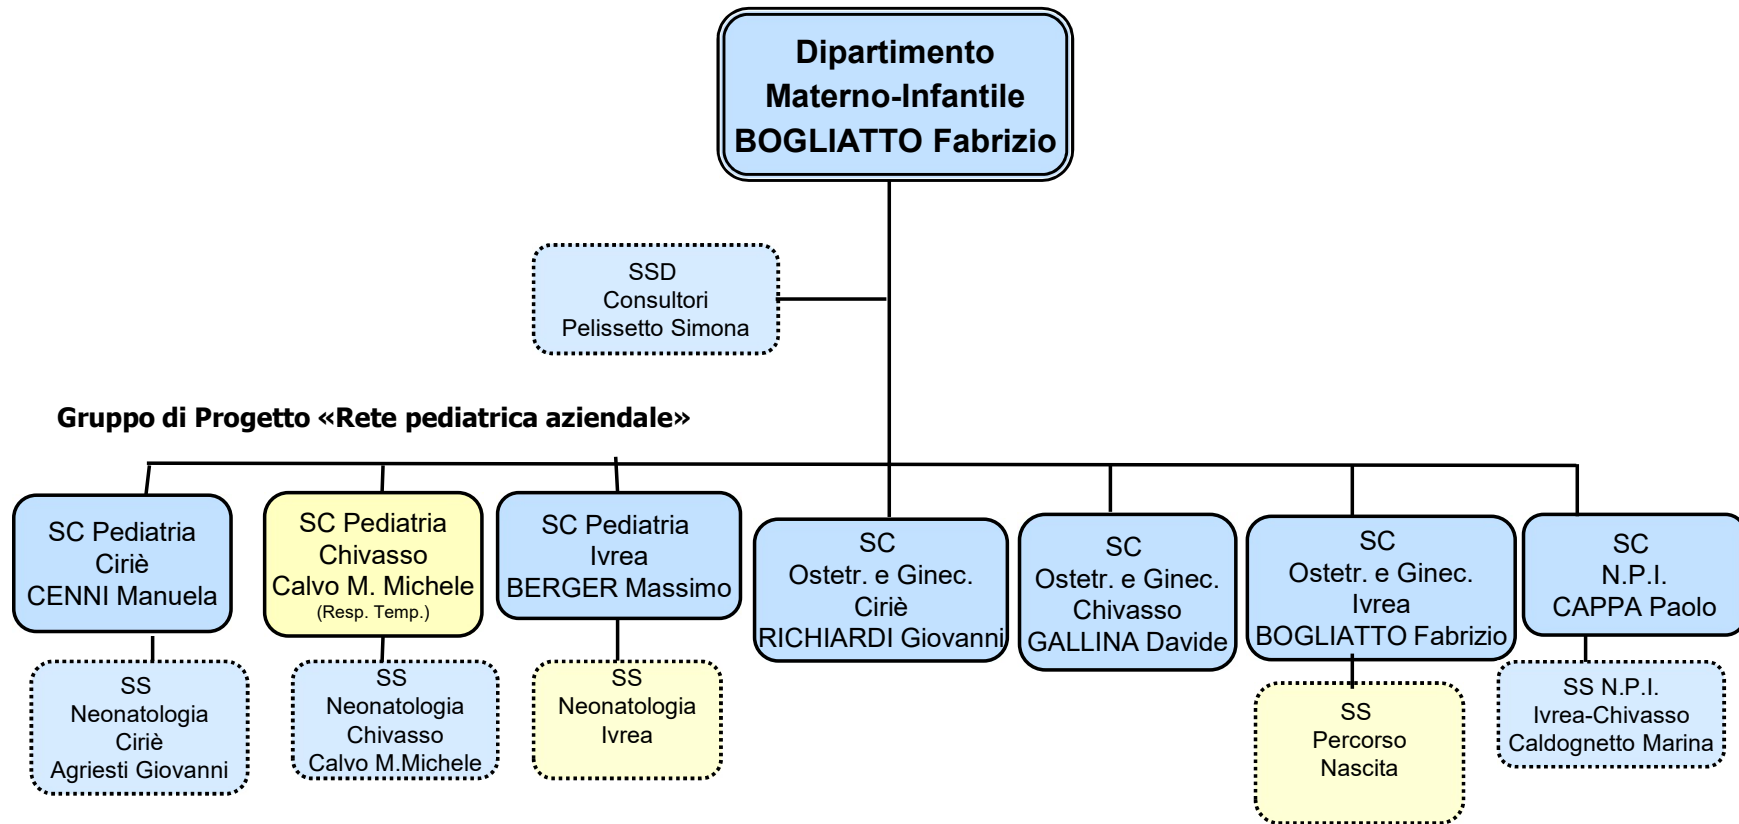 Dipartimento
Materno-Infantile
BOGLIATTO Fabrizio
SSD
Consultori
Pelissetto Simona
Gruppo di Progetto «Rete pediatrica aziendale»
SC Pediatria
Ciriè
CENNI Manuela
SC Pediatria
Chivasso
Calvo M. Michele
(Resp. Temp.)
SC Pediatria
Ivrea
BERGER Massimo
SC
Ostetr. e Ginec.
Ciriè
RICHIARDI Giovanni
SC
Ostetr. e Ginec.
Chivasso
GALLINA Davide
SC
Ostetr. e Ginec.
Ivrea
BOGLIATTO Fabrizio
SC
N.P.I.
CAPPA Paolo
SS
Neonatologia
Ciriè
Agriesti Giovanni
SS
Neonatologia
Chivasso
Calvo M.Michele
SS
Neonatologia
Ivrea
SS
Percorso
Nascita
SS N.P.I.
Ivrea-Chivasso
Caldognetto Marina